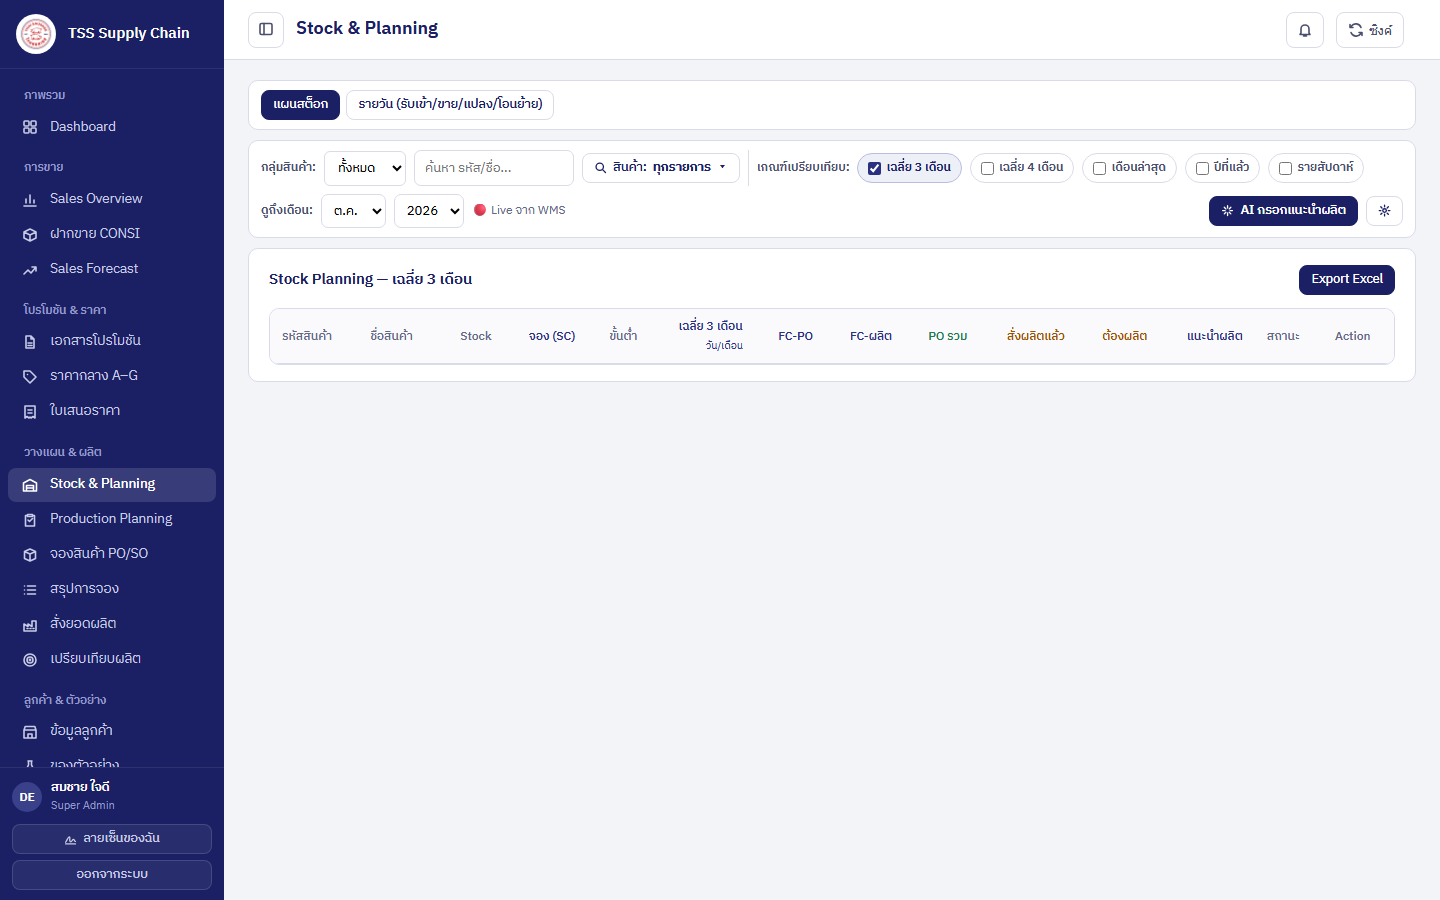 TSS Supply Chain
ภาพรวม
Dashboard
การขาย
Sales Overview
ฝากขาย CONSI
Sales Forecast
โปรโมชัน & ราคา
เอกสารโปรโมชัน
ราคากลาง A–G
ใบเสนอราคา
วางแผน & ผลิต
Stock & Planning
Production Planning
จองสินค้า PO/SO
สรุปการจอง
สั่งยอดผลิต
เปรียบเทียบผลิต
ลูกค้า & ตัวอย่าง
ข้อมูลลูกค้า
ของตัวอย่าง
DE
สมชาย ใจดี
Super Admin
ลายเซ็นของฉัน
ออกจากระบบ
Stock & Planning
ซิงค์
แผนสต็อก
รายวัน (รับเข้า/ขาย/แปลง/โอนย้าย)
กลุ่มสินค้า: ทั้งหมด ค้นหา รหัส/ชื่อ... สินค้า: ทุกรายการ เกณฑ์เปรียบเทียบ: เฉลี่ย 3 เดือน เฉลี่ย 4 เดือน เดือนล่าสุด ปีที่แล้ว รายสัปดาห์
ดูถึงเดือน: ต.ค. 2026 Live จาก WMS AI กรอกแนะนำผลิต
Stock Planning — เฉลี่ย 3 เดือน
Export Excel
รหัสสินค้า ชื่อสินค้า Stock จอง (SC) ขั้นต่ำ เฉลี่ย 3 เดือน วัน/เดือน FC-PO FC-ผลิต PO รวม สั่งผลิตแล้ว ต้องผลิต แนะนำผลิต สถานะ Action